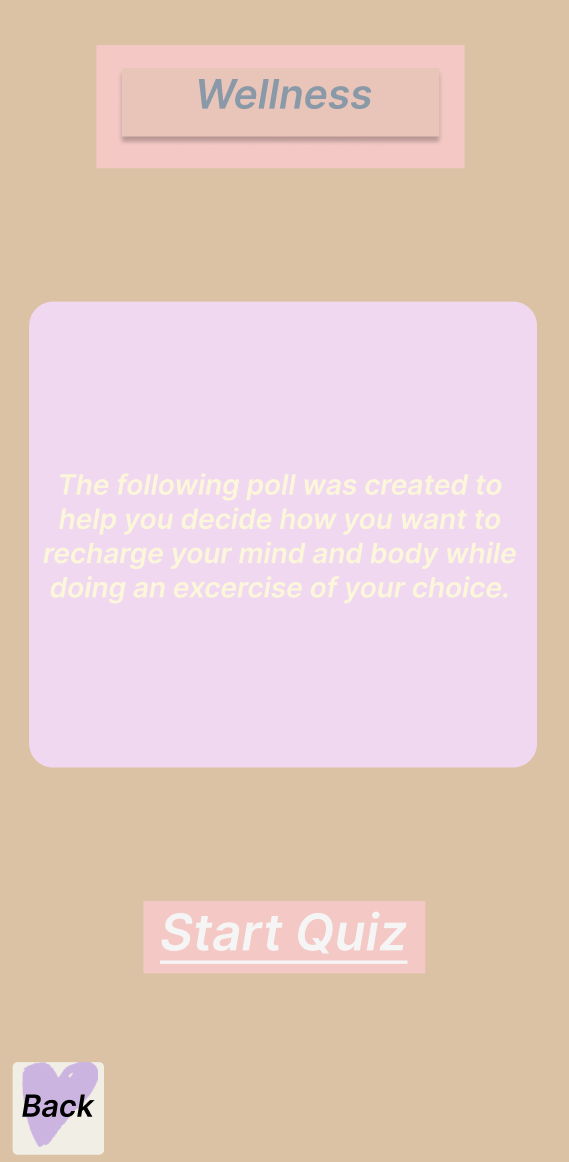 Wellness
The following poll was created to
help you decide how you want to
recharge your mind and body while
doing an excercise of your choice.
Start Quiz
Back